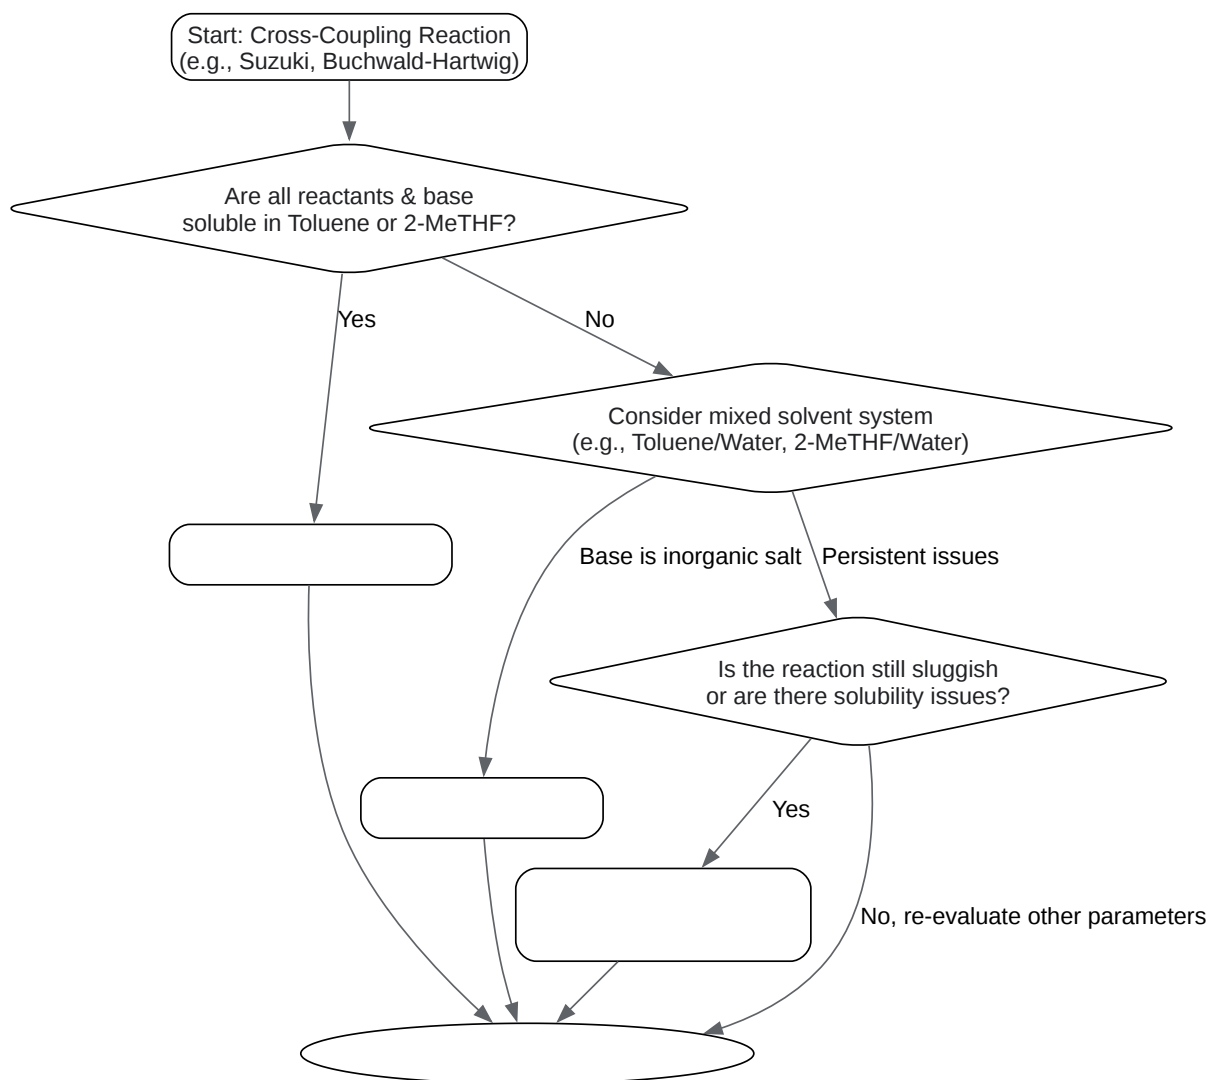 Start: Cross-Coupling Reaction
(e.g., Suzuki, Buchwald-Hartwig)
Are all reactants & base
soluble in Toluene or 2-MeTHF?
Yes
No
Consider mixed solvent system
(e.g., Toluene/Water, 2-MeTHF/Water)
Base is inorganic salt
Persistent issues
Is the reaction still sluggish
or are there solubility issues?
Yes
No, re-evaluate other parameters